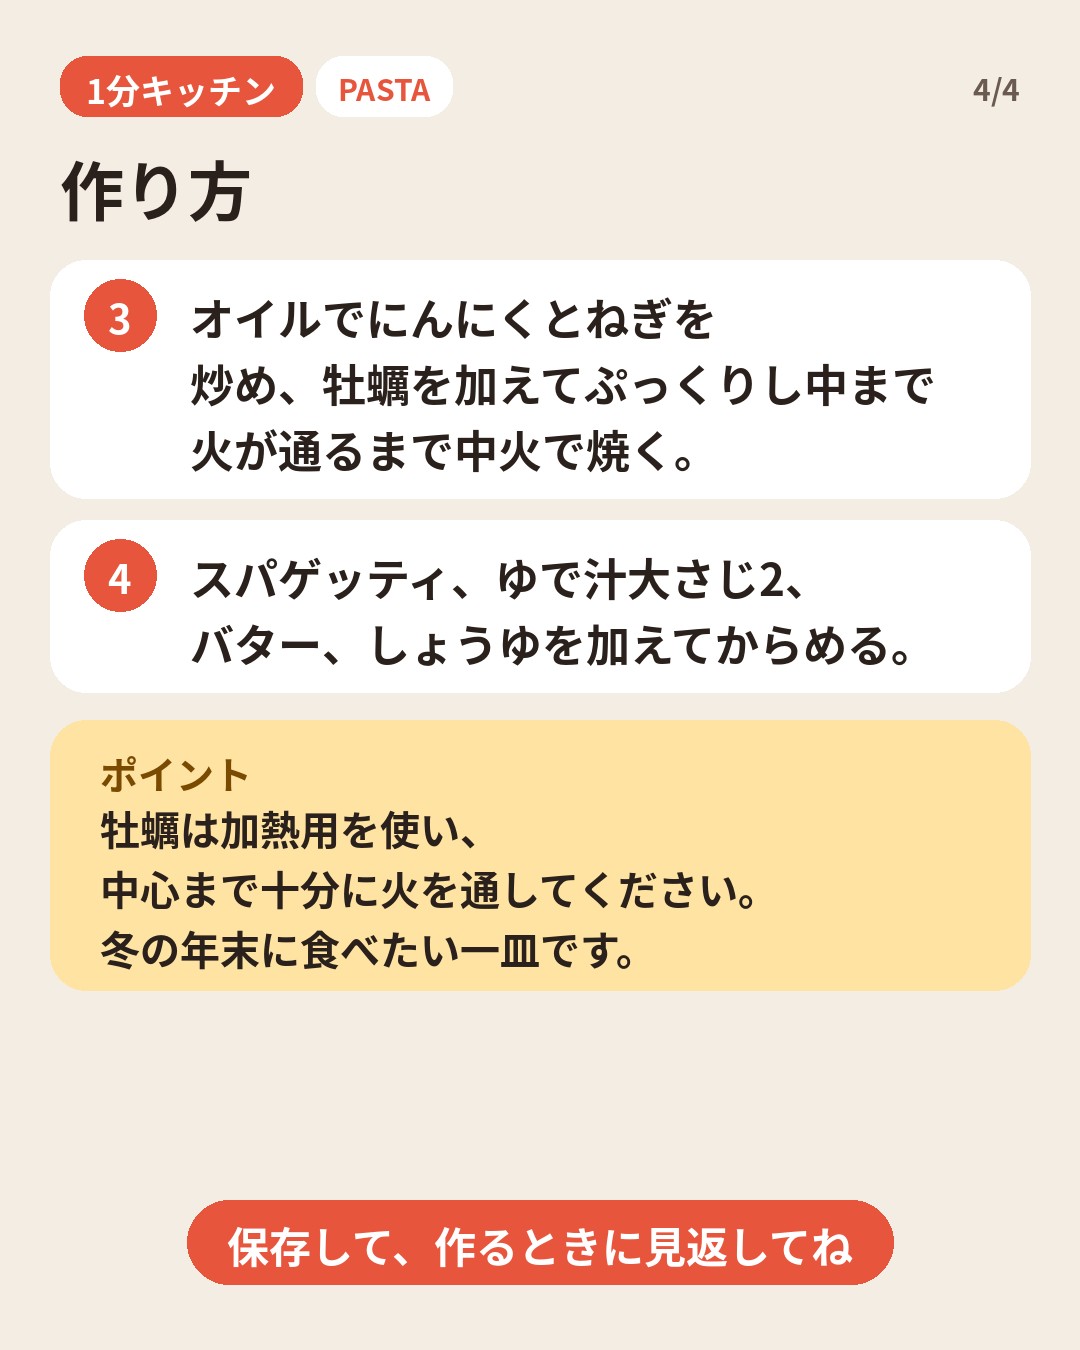 1分キッチン PASTA 4/4
作り方
3 オイルでにんにくとねぎを
炒め、牡蠣を加えてぷっくりし中まで
火が通るまで中火で焼く。
4 スパゲッティ、ゆで汁大さじ2、
バター、しょうゆを加えてからめる。
ポイント
牡蠣は加熱用を使い、
中心まで十分に火を通してください。
冬の年末に食べたい一皿です。
保存して、作るときに見返してね